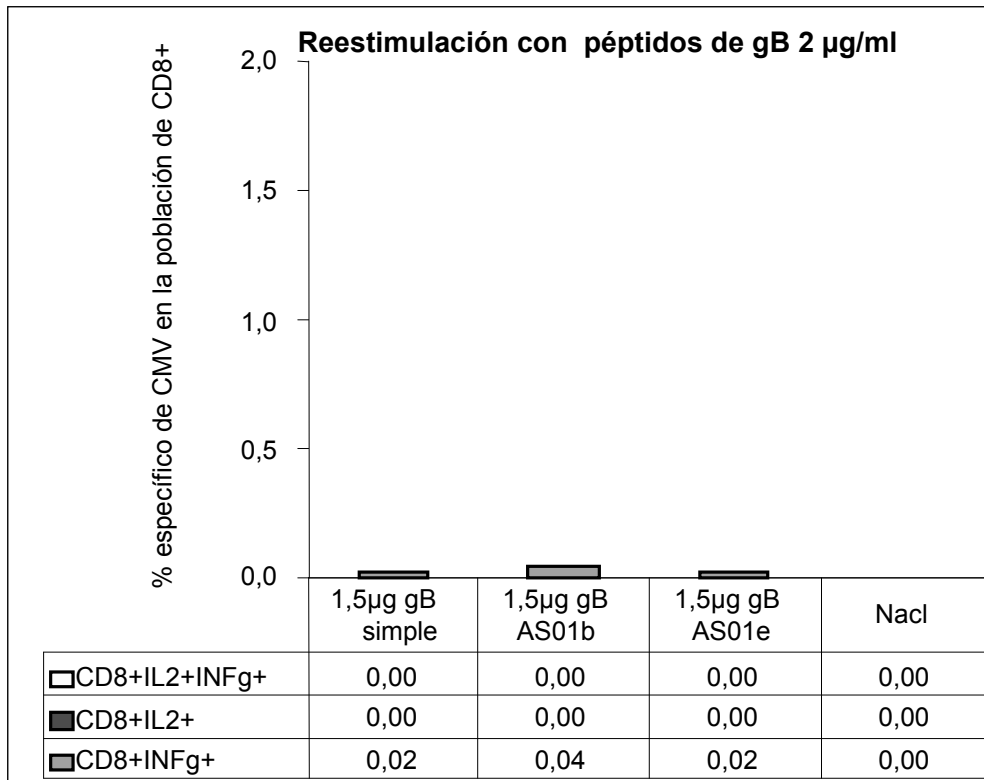 Reestimulación con péptidos de gB 2 µg/ml
% específico de CMV en la población de CD8+
2,0
1,5
1,0
0,5
0,0
1,5µg gB simple
1,5µg gB AS01b
1,5µg gB AS01e
Nacl
CD8+IL2+INFg+ 0,00 0,00 0,00 0,00
CD8+IL2+ 0,00 0,00 0,00 0,00
CD8+INFg+ 0,02 0,04 0,02 0,00